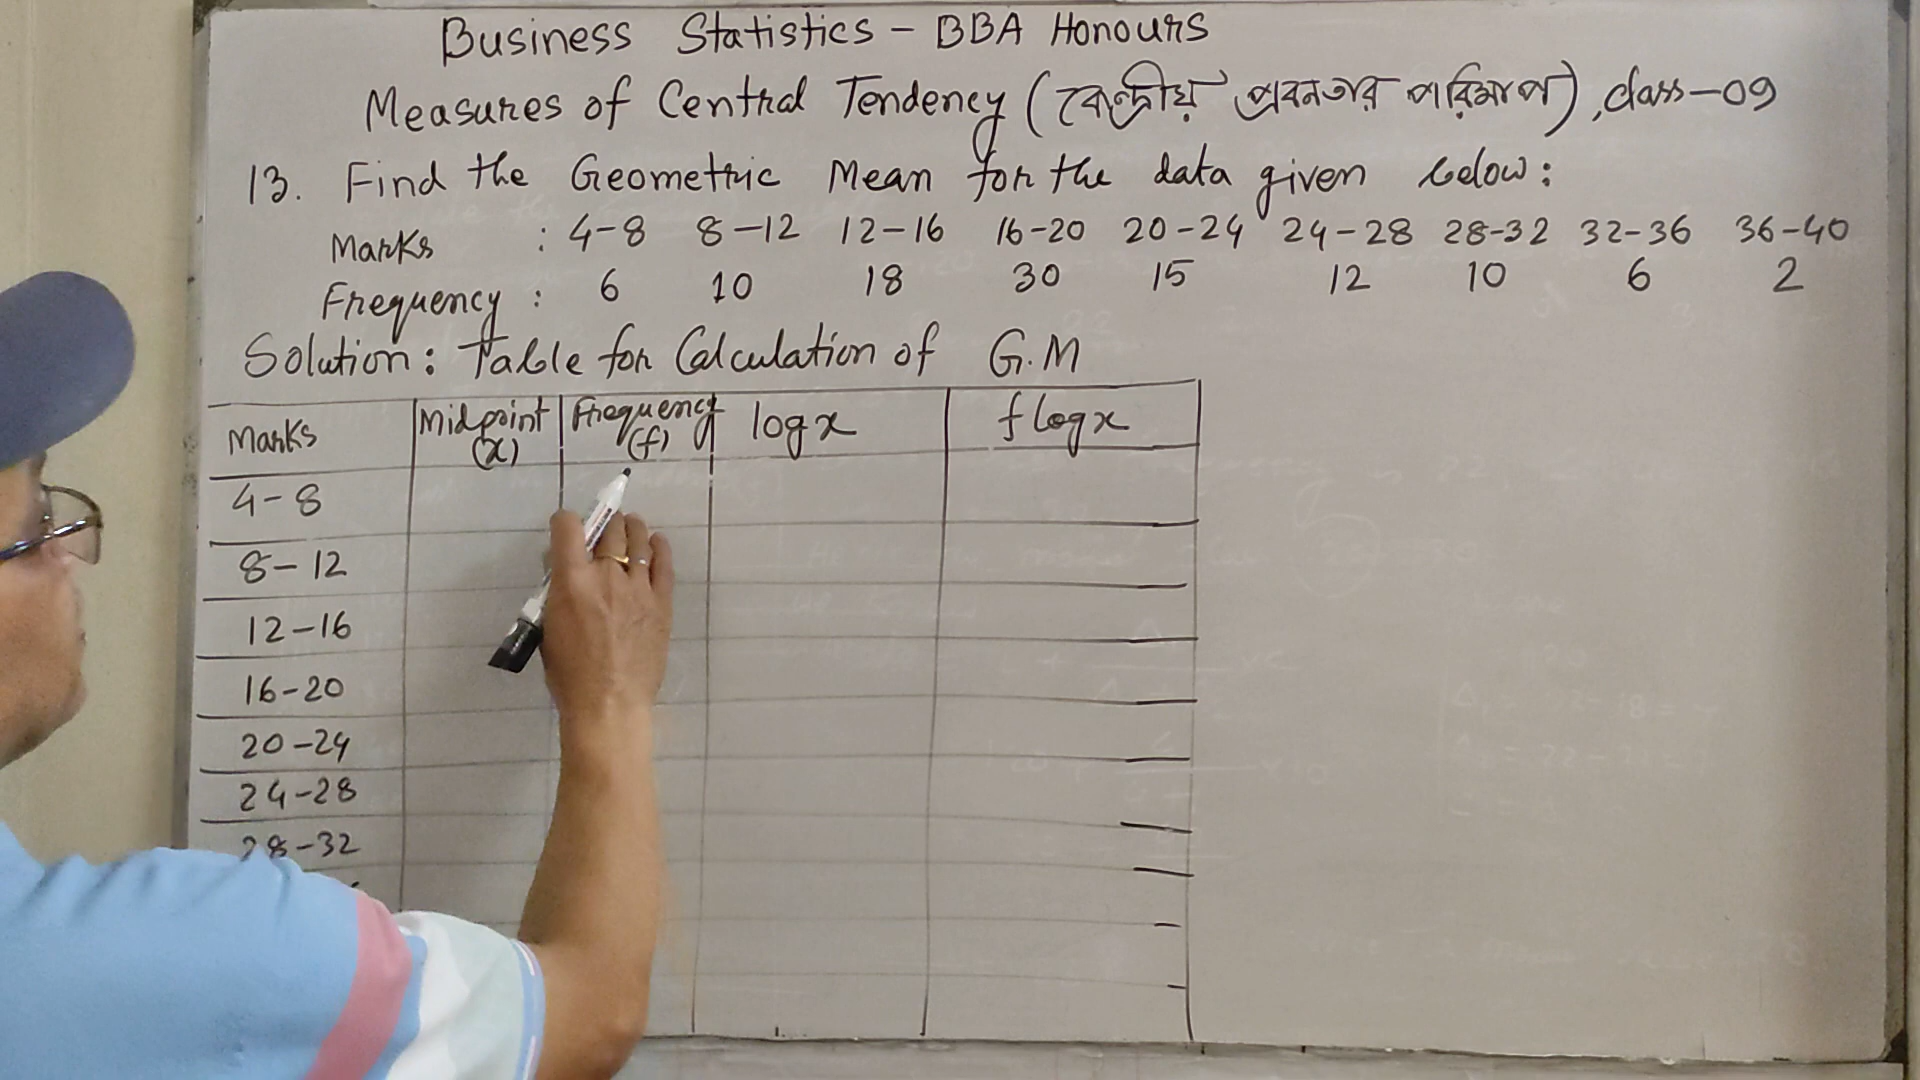 Business Statistics - BBA Honours
Measures of Central Tendency (কেন্দ্রীয় প্রবনতার পরিমাপ), class-09
13. Find the Geometric Mean for the data given below:
Marks : 4-8 8-12 12-16 16-20 20-24 24-28 28-32 32-36 36-40
Frequency : 6 10 18 30 15 12 10 6 2
Solution: Table for Calculation of G.M
Marks Midpoint (x) Frequency (f) log x f log x
4-8
8-12
12-16
16-20
20-24
24-28
28-32